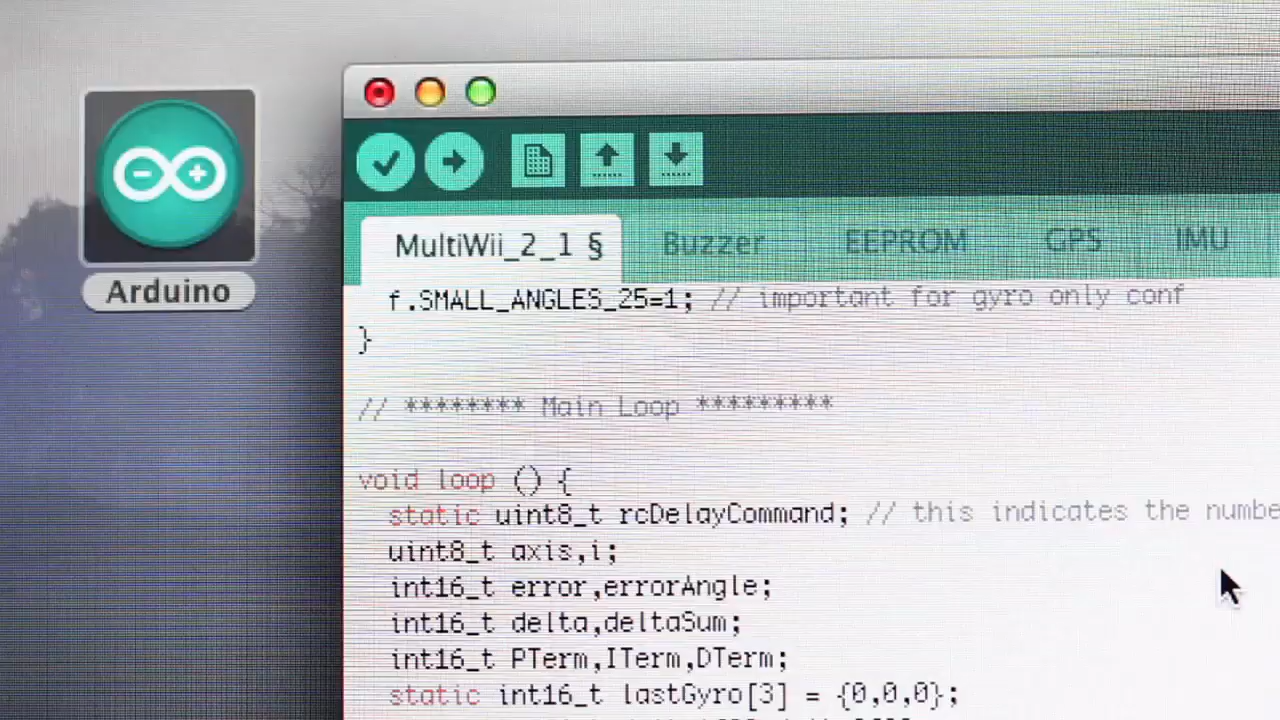 Arduino
MultiWii_2_1 § Buzzer EEPROM GPS IMU
f.SMALL_ANGLES_25=1; // important for gyro only conf
}
// ******** Main Loop *********
void loop () {
static uint8_t rcDelayCommand; // this indicates the
uint8_t axis,i;
int16_t error,errorAngle;
int16_t delta,deltaSum;
int16_t PTerm,ITerm,DTerm;
static int16_t lastGyro[3] = {0,0,0};